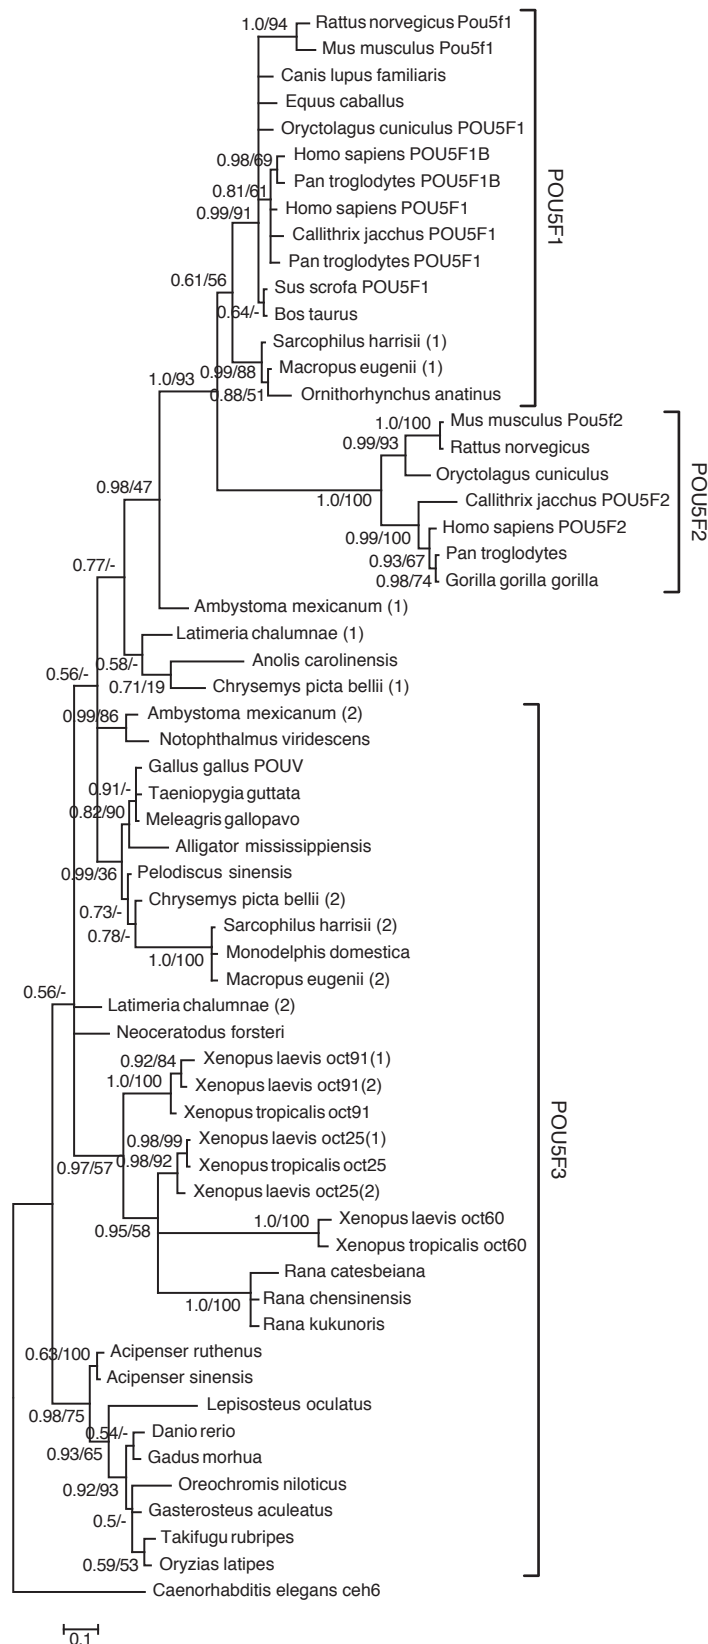 1.0/94
Rattus norvegicus Pou5f1
Mus musculus Pou5f1
Canis lupus familiaris
Equus caballus
Oryctolagus cuniculus POU5F1
0.98/69
Homo sapiens POU5F1B
Pan troglodytes POU5F1B
0.81/61
Homo sapiens POU5F1
0.99/91
Callithrix jacchus POU5F1
Pan troglodytes POU5F1
0.61/56
Sus scrofa POU5F1
0.64/-
Bos taurus
Sarcophilus harrisii (1)
0.99/88
Macropus eugenii (1)
1.0/93
0.88/51
Ornithorhynchus anatinus
POU5F1
1.0/100
Mus musculus Pou5f2
0.99/93
Rattus norvegicus
Oryctolagus cuniculus
1.0/100
Callithrix jacchus POU5F2
0.99/100
Homo sapiens POU5F2
0.93/67
Pan troglodytes
0.98/74
Gorilla gorilla gorilla
POU5F2
0.98/47
0.77/-
Ambystoma mexicanum (1)
Latimeria chalumnae (1)
0.58/-
Anolis carolinensis
0.71/19
Chrysemys picta bellii (1)
0.56/-
0.99/86
Ambystoma mexicanum (2)
Notophthalmus viridescens
Gallus gallus POUV
0.91/-
Taeniopygia guttata
0.82/90
Meleagris gallopavo
Alligator mississippiensis
0.99/36
Pelodiscus sinensis
0.73/-
Chrysemys picta bellii (2)
0.78/-
Sarcophilus harrisii (2)
1.0/100
Monodelphis domestica
Macropus eugenii (2)
0.56/-
Latimeria chalumnae (2)
Neoceratodus forsteri
0.92/84
Xenopus laevis oct91(1)
1.0/100
Xenopus laevis oct91(2)
Xenopus tropicalis oct91
0.98/99
Xenopus laevis oct25(1)
0.97/57
0.98/92
Xenopus tropicalis oct25
Xenopus laevis oct25(2)
0.95/58
1.0/100
Xenopus laevis oct60
Xenopus tropicalis oct60
Rana catesbeiana
1.0/100
Rana chensinensis
Rana kukunoris
POU5F3
0.63/100
Acipenser ruthenus
Acipenser sinensis
0.98/75
Lepisosteus oculatus
0.54/-
Danio rerio
0.93/65
Gadus morhua
0.92/93
Oreochromis niloticus
0.5/-
Gasterosteus aculeatus
Takifugu rubripes
0.59/53
Oryzias latipes
Caenorhabditis elegans ceh6
0.1